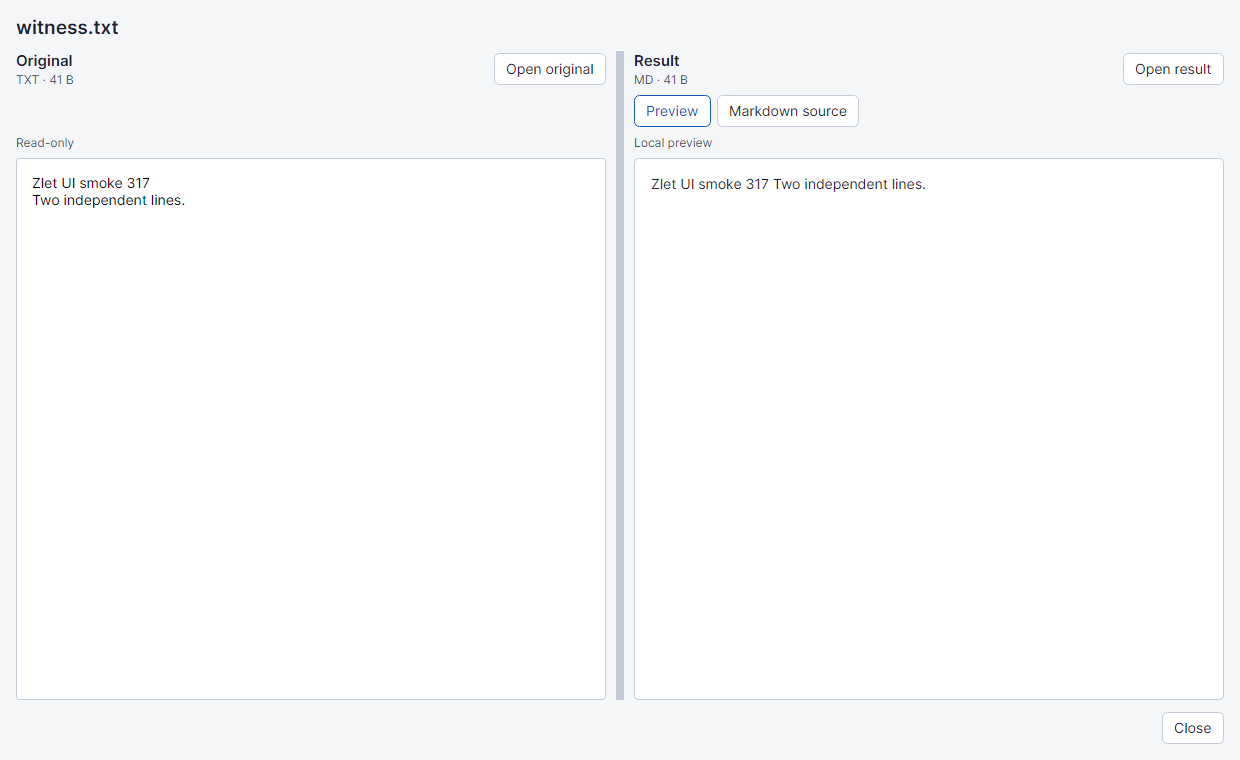 witness.txt
Original
TXT · 41 B
Open original
Read-only
Zlet UI smoke 317
Two independent lines.
Result
MD · 41 B
Open result
Preview
Markdown source
Local preview
Zlet UI smoke 317 Two independent lines.
Close